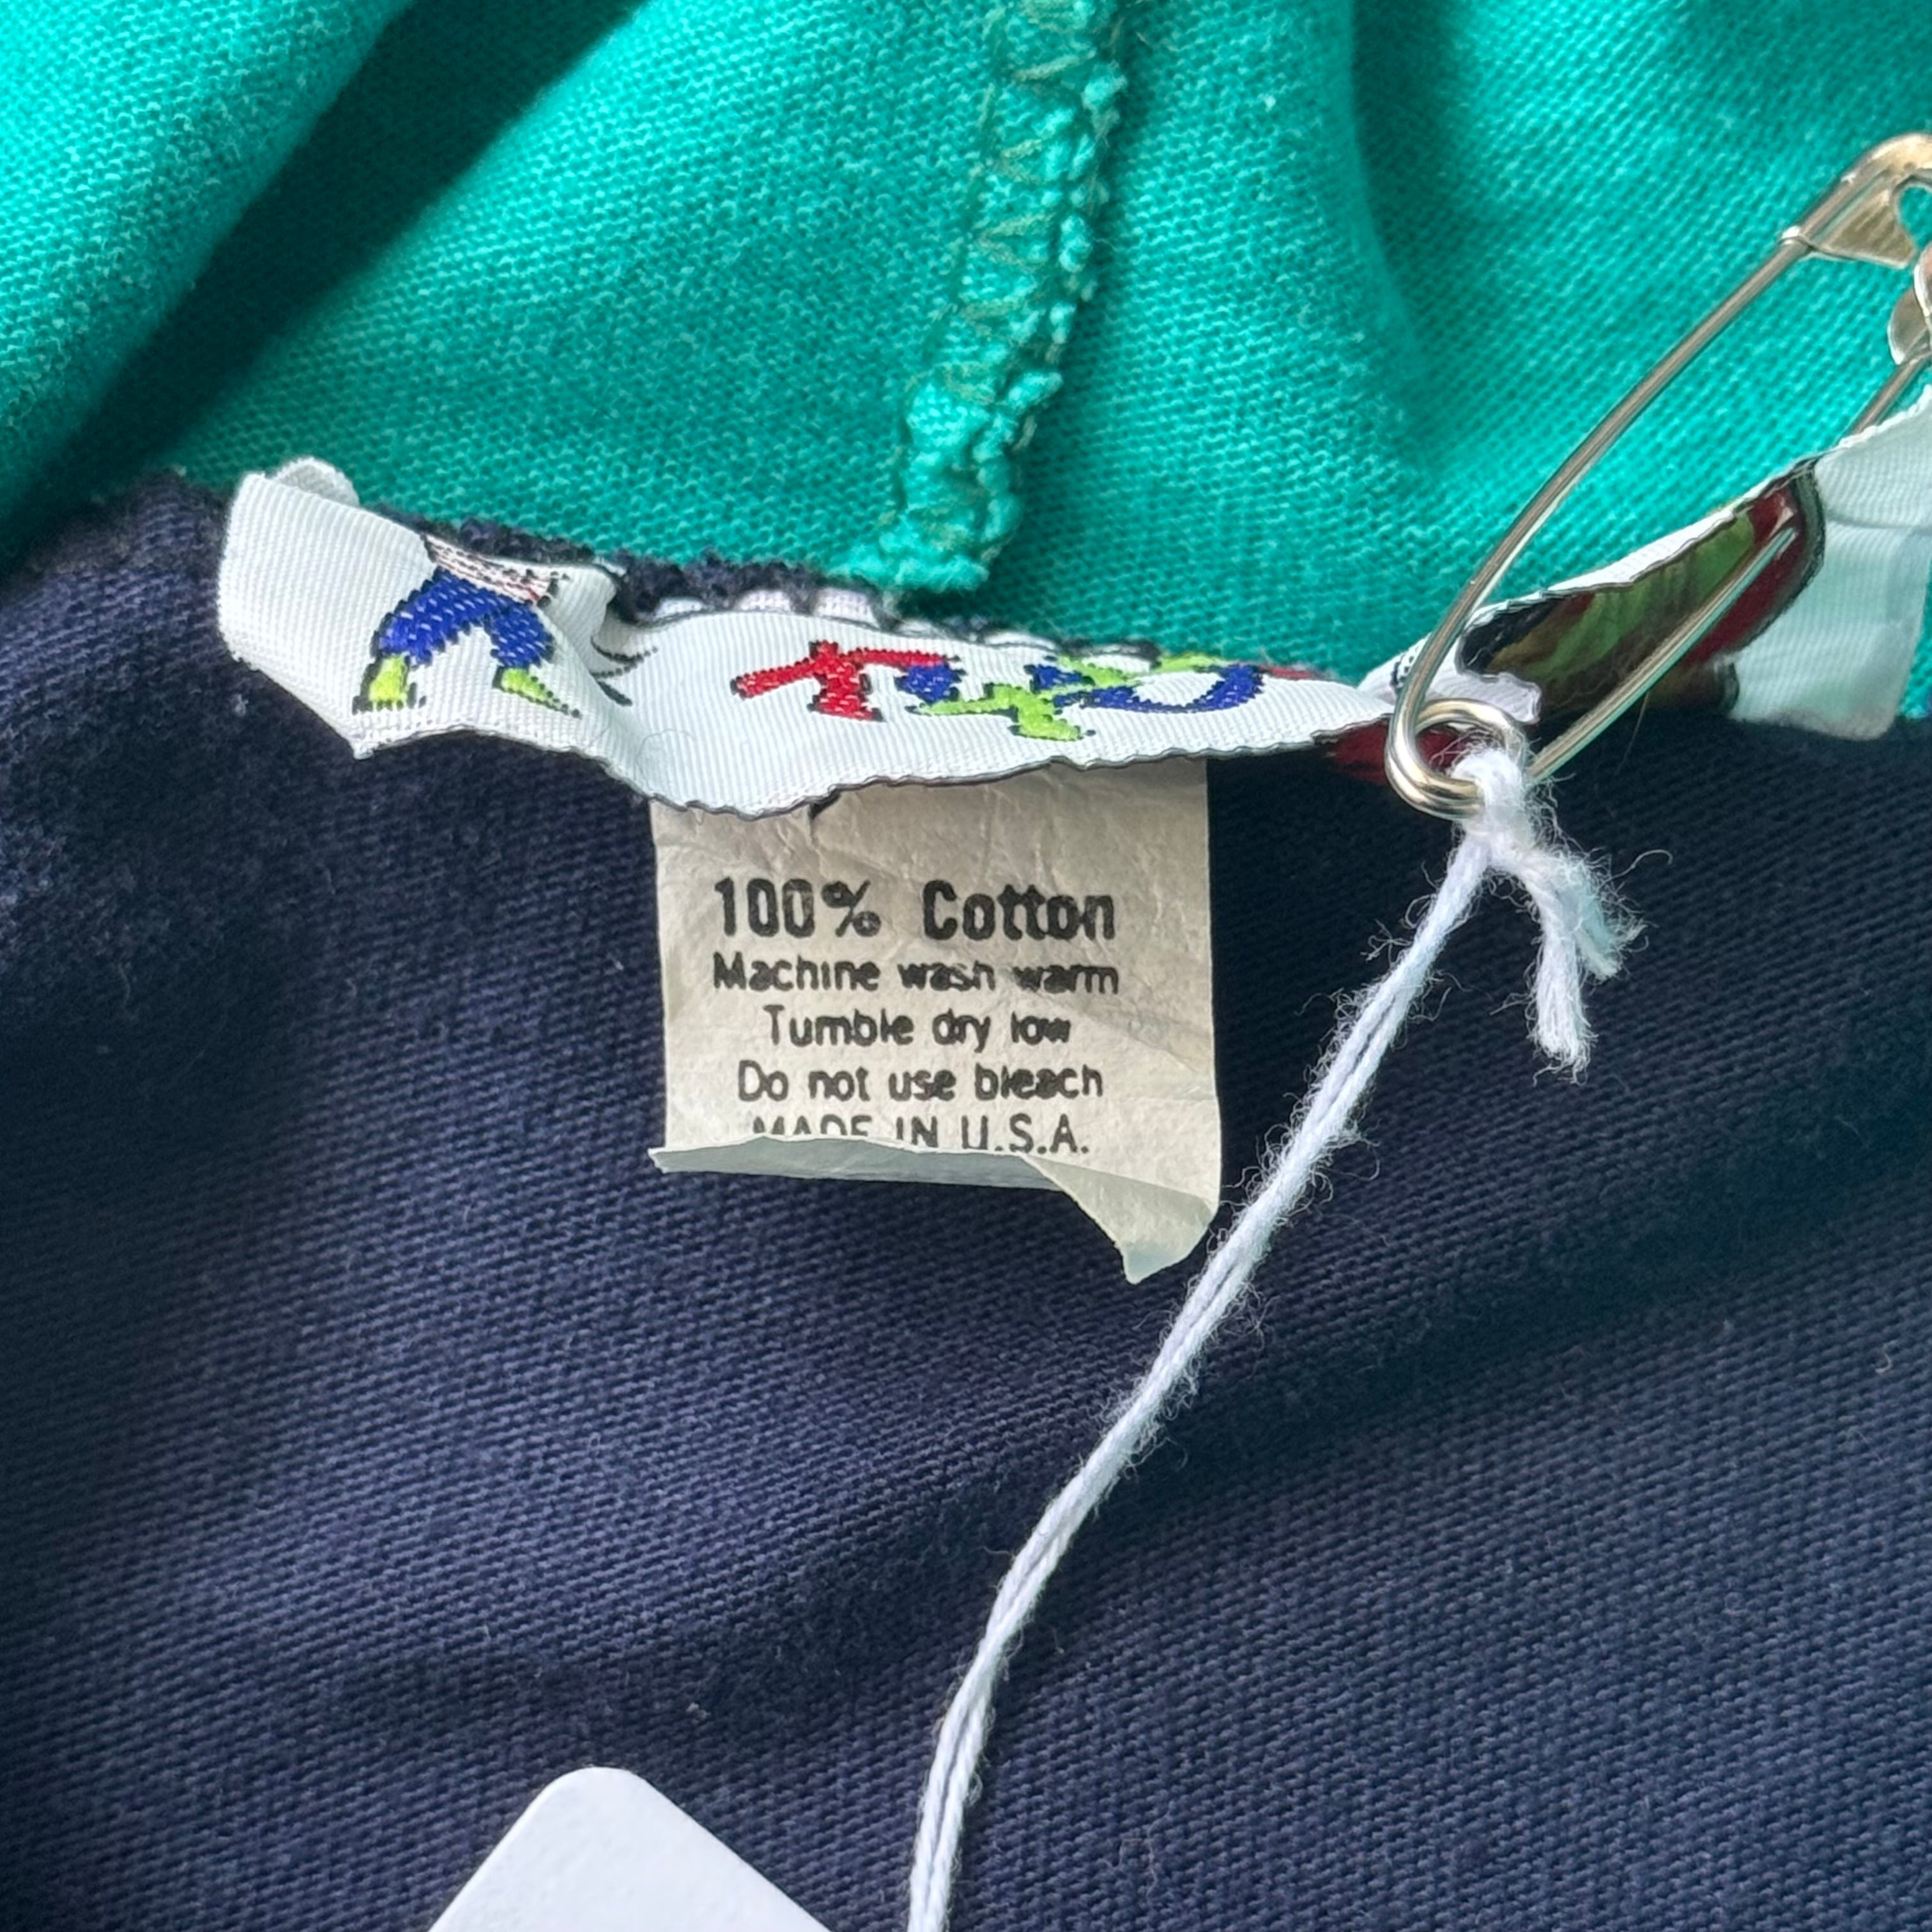 100% Cotton
Machine wash warm
Tumble dry low
Do not use bleach
MADE IN U.S.A.